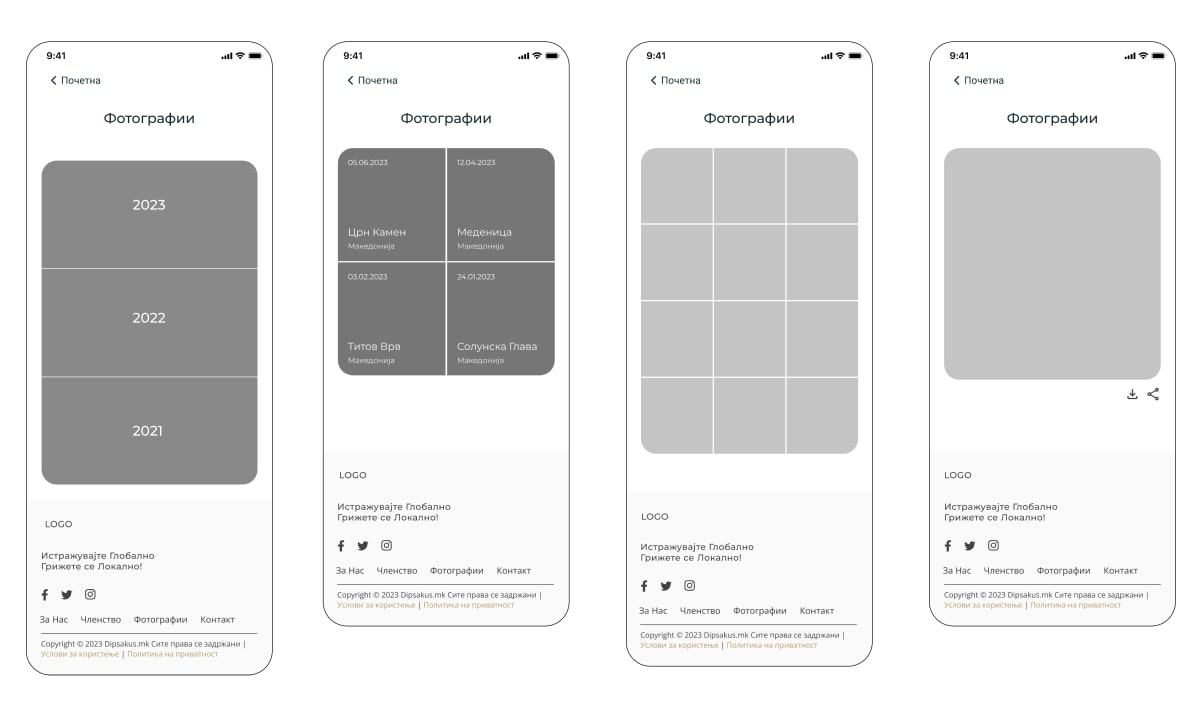 9:41
Почетна
Фотографии
2023
2022
2021
LOGO
Истражувајте Глобално
Грижете се Локално!
За Нас Членство Фотографии Контакт
Copyright © 2023 Dipsakus.mk Сите права се задржани |
Услови за користење | Политика на приватност
9:41
Почетна
Фотографии
05.06.2023
Црн Камен
Македонија
12.04.2023
Меденица
Македонија
03.02.2023
Титов Врв
Македонија
24.01.2023
Солунска Глава
Македонија
LOGO
Истражувајте Глобално
Грижете се Локално!
За Нас Членство Фотографии Контакт
Copyright © 2023 Dipsakus.mk Сите права се задржани |
Услови за користење | Политика на приватност
9:41
Почетна
Фотографии
LOGO
Истражувајте Глобално
Грижете се Локално!
За Нас Членство Фотографии Контакт
Copyright © 2023 Dipsakus.mk Сите права се задржани |
Услови за користење | Политика на приватност
9:41
Почетна
Фотографии
LOGO
Истражувајте Глобално
Грижете се Локално!
За Нас Членство Фотографии Контакт
Copyright © 2023 Dipsakus.mk Сите права се задржани |
Услови за користење | Политика на приватност